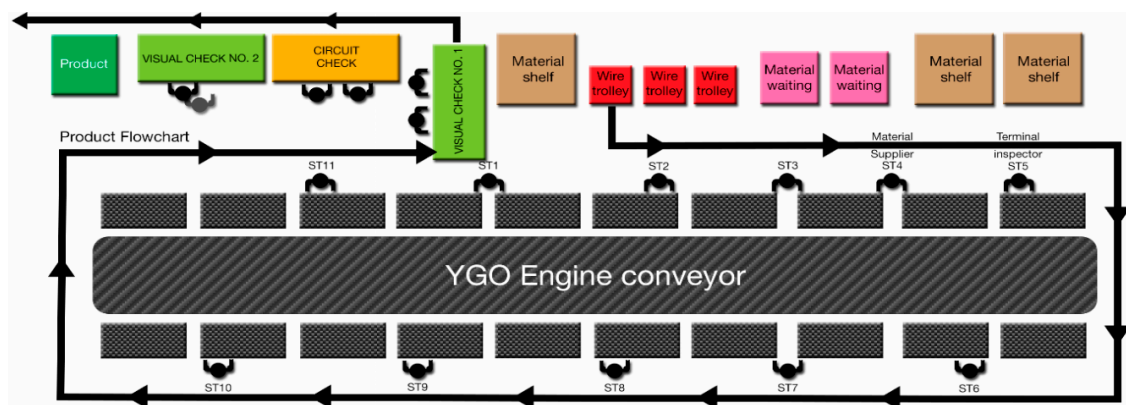 Product
VISUAL CHECK NO. 2
CIRCUIT
CHECK
VISUAL CHECK NO. 1
Material
shelf
Wire
trolley
Wire
trolley
Wire
trolley
Material
waiting
Material
waiting
Material
shelf
Material
shelf
Product Flowchart
Material
Supplier
Terminal
inspector
ST11
ST1
ST2
ST3
ST4
ST5
YGO Engine conveyor
ST10
ST9
ST8
ST7
ST6